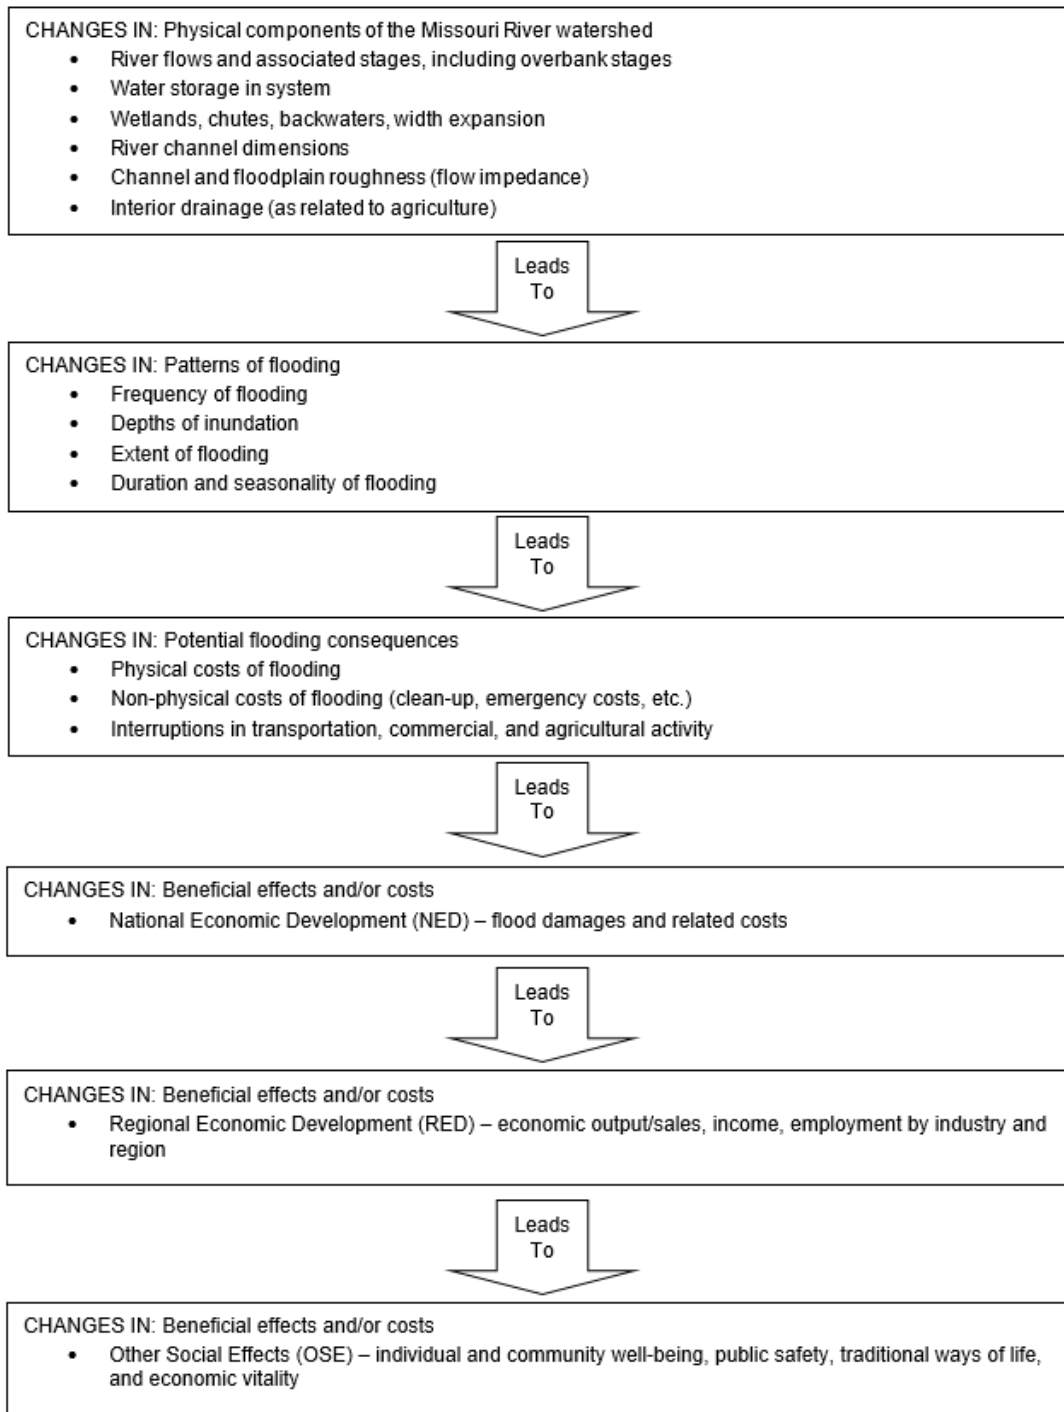 CHANGES IN: Physical components of the Missouri River watershed
• River flows and associated stages, including overbank stages
• Water storage in system
• Wetlands, chutes, backwaters, width expansion
• River channel dimensions
• Channel and floodplain roughness (flow impedance)
• Interior drainage (as related to agriculture)
Leads
To
CHANGES IN: Patterns of flooding
• Frequency of flooding
• Depths of inundation
• Extent of flooding
• Duration and seasonality of flooding
Leads
To
CHANGES IN: Potential flooding consequences
• Physical costs of flooding
• Non-physical costs of flooding (clean-up, emergency costs, etc.)
• Interruptions in transportation, commercial, and agricultural activity
Leads
To
CHANGES IN: Beneficial effects and/or costs
• National Economic Development (NED) – flood damages and related costs
Leads
To
CHANGES IN: Beneficial effects and/or costs
• Regional Economic Development (RED) – economic output/sales, income, employment by industry and
region
Leads
To
CHANGES IN: Beneficial effects and/or costs
• Other Social Effects (OSE) – individual and community well-being, public safety, traditional ways of life,
and economic vitality